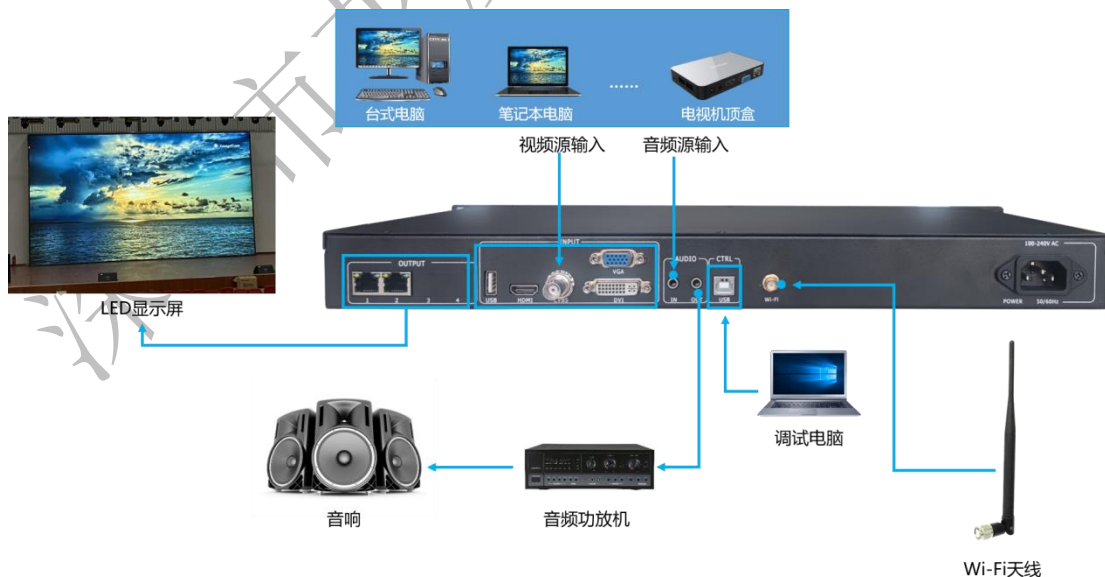 台式电脑
笔记本电脑
......
电视机顶盒
视频源输入
音频源输入
LED显示屏
OUTPUT
1 2 3 4
INPUT
USB
HDMI
VGA
DVI
AUDIO
IN
OUT
CTRL
USB
WI-FI
100-240V AC
POWER
50/60Hz
调试电脑
音响
音频功放机
Wi-Fi天线
深
市